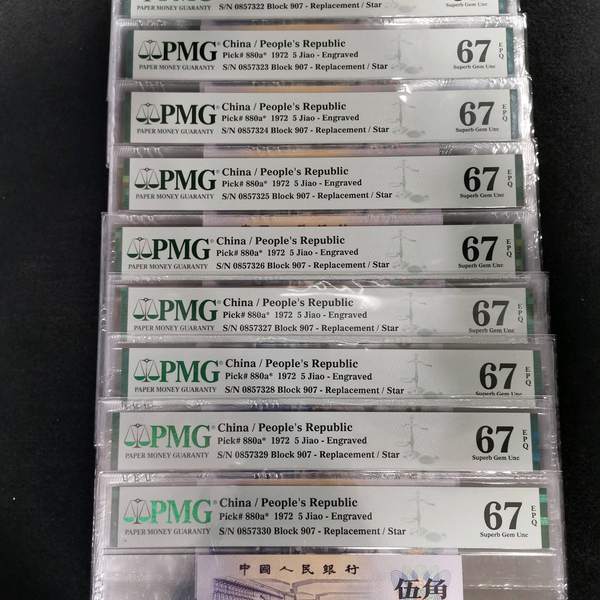 S/N 0857322 Block 907 - Replacement / Star
PAPER MONEY GUARANTY
Superb Gem Unc
PMG
China / People's Republic
Pick# 880a* 1972 5 Jiao - Engraved
S/N 0857323 Block 907 - Replacement / Star
PAPER MONEY GUARANTY
67 EPQ
Superb Gem Unc
PMG
China / People's Republic
Pick# 880a* 1972 5 Jiao - Engraved
S/N 0857324 Block 907 - Replacement / Star
PAPER MONEY GUARANTY
67 EPQ
Superb Gem Unc
PMG
China / People's Republic
Pick# 880a* 1972 5 Jiao - Engraved
S/N 0857325 Block 907 - Replacement / Star
PAPER MONEY GUARANTY
67 EPQ
Superb Gem Unc
PMG
China / People's Republic
Pick# 880a* 1972 5 Jiao - Engraved
S/N 0857326 Block 907 - Replacement / Star
PAPER MONEY GUARANTY
67 EPQ
Superb Gem Unc
PMG
China / People's Republic
Pick# 880a* 1972 5 Jiao - Engraved
S/N 0857327 Block 907 - Replacement / Star
PAPER MONEY GUARANTY
67 EPQ
Superb Gem Unc
PMG
China / People's Republic
Pick# 880a* 1972 5 Jiao - Engraved
S/N 0857328 Block 907 - Replacement / Star
PAPER MONEY GUARANTY
67 EPQ
Superb Gem Unc
PMG
China / People's Republic
Pick# 880a* 1972 5 Jiao - Engraved
S/N 0857329 Block 907 - Replacement / Star
PAPER MONEY GUARANTY
67 EPQ
Superb Gem Unc
PMG
China / People's Republic
Pick# 880a* 1972 5 Jiao - Engraved
S/N 0857330 Block 907 - Replacement / Star
PAPER MONEY GUARANTY
67 EPQ
Superb Gem Unc
中國人民銀行
伍角